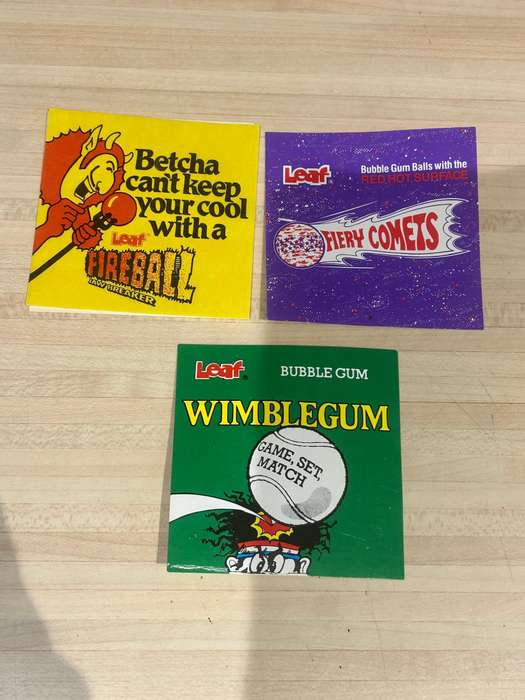 Betcha
can't keep
your cool
with a
Leaf
FIREBALL
JAW BREAKER
Leaf
Bubble Gum Balls with the
RED HOT SURFACE
FIERY COMETS
Leaf
BUBBLE GUM
WIMBLEGUM
GAME, SET,
MATCH